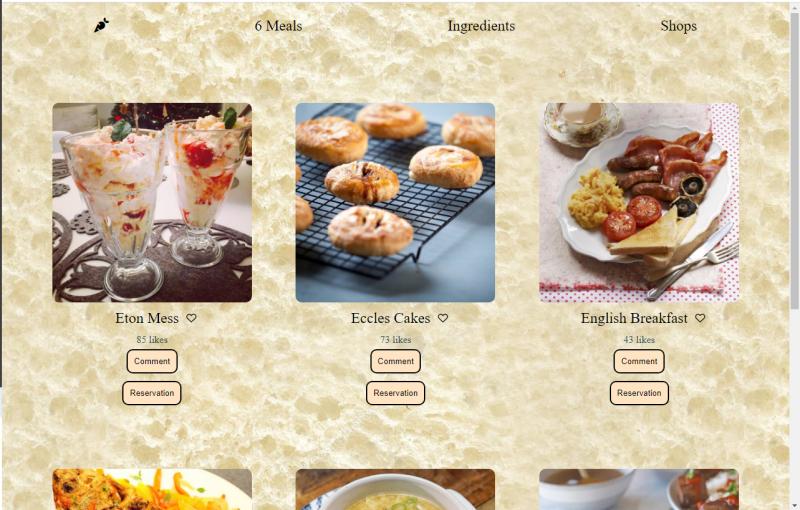 6 Meals
Ingredients
Shops
Eton Mess
Eccles Cakes
English Breakfast
85 likes
73 likes
43 likes
Comment
Comment
Comment
Reservation
Reservation
Reservation